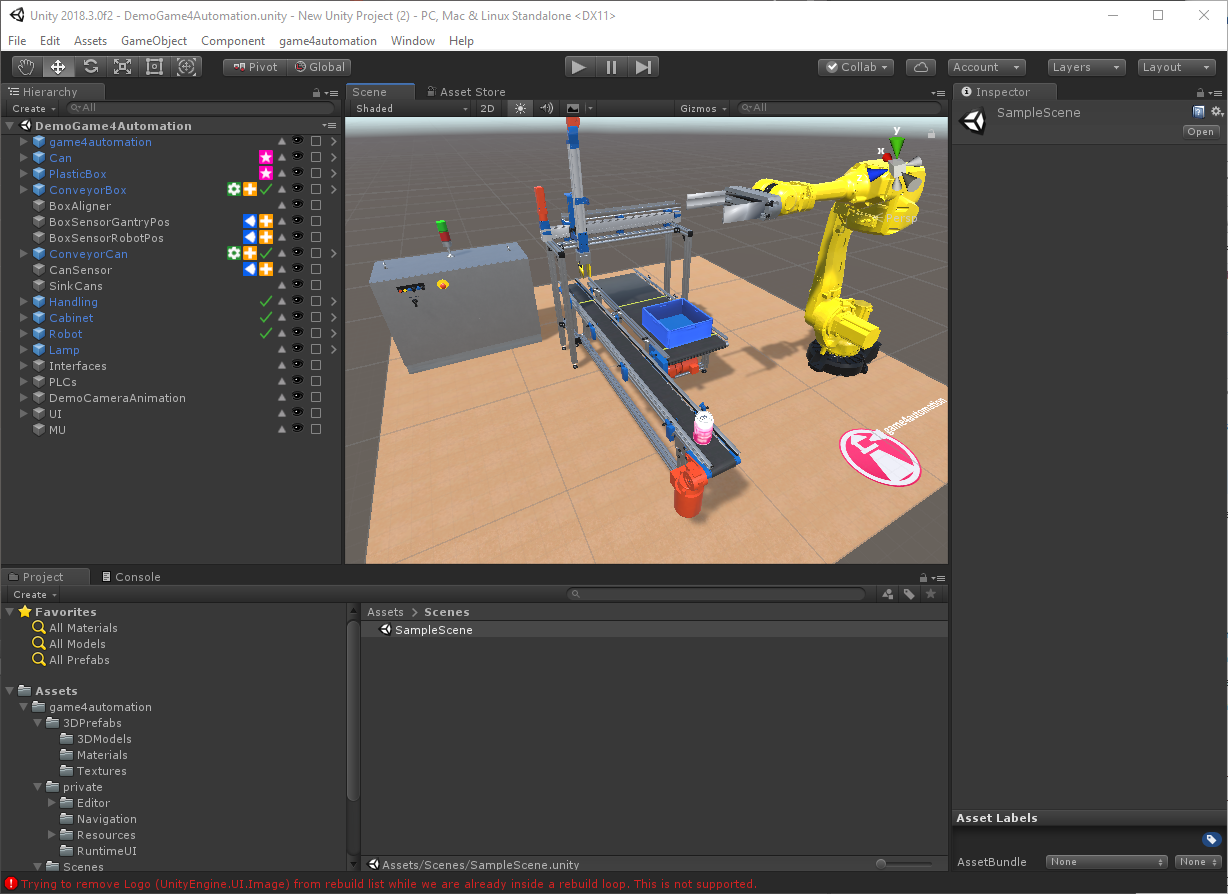 Unity 2018.3.0f2 - DemoGame4Automation.unity - New Unity Project (2) - PC, Mac & Linux Standalone <DX11>
File Edit Assets GameObject Component game4automation Window Help
Pivot Global Collab Account Layers Layout
Hierarchy
Create All
DemoGame4Automation
game4automation
Can
PlasticBox
ConveyorBox
BoxAligner
BoxSensorGantryPos
BoxSensorRobotPos
ConveyorCan
CanSensor
SinkCans
Handling
Cabinet
Robot
Lamp
Interfaces
PLCs
DemoCameraAnimation
UI
MU
Scene Asset Store
Shaded 2D Gizmos All
y
x
Persp
game4automation
Inspector
SampleScene
Open
Project Console
Create
Favorites
All Materials
All Models
All Prefabs
Assets
game4automation
3DPrefabs
3DModels
Materials
Textures
private
Editor
Navigation
Resources
RuntimeUI
Scenes
Assets > Scenes
SampleScene
Assets/Scenes/SampleScene.unity
Asset Labels
AssetBundle None None
Trying to remove Logo (UnityEngine.UI.Image) from rebuild list while we are already inside a rebuild loop. This is not supported.